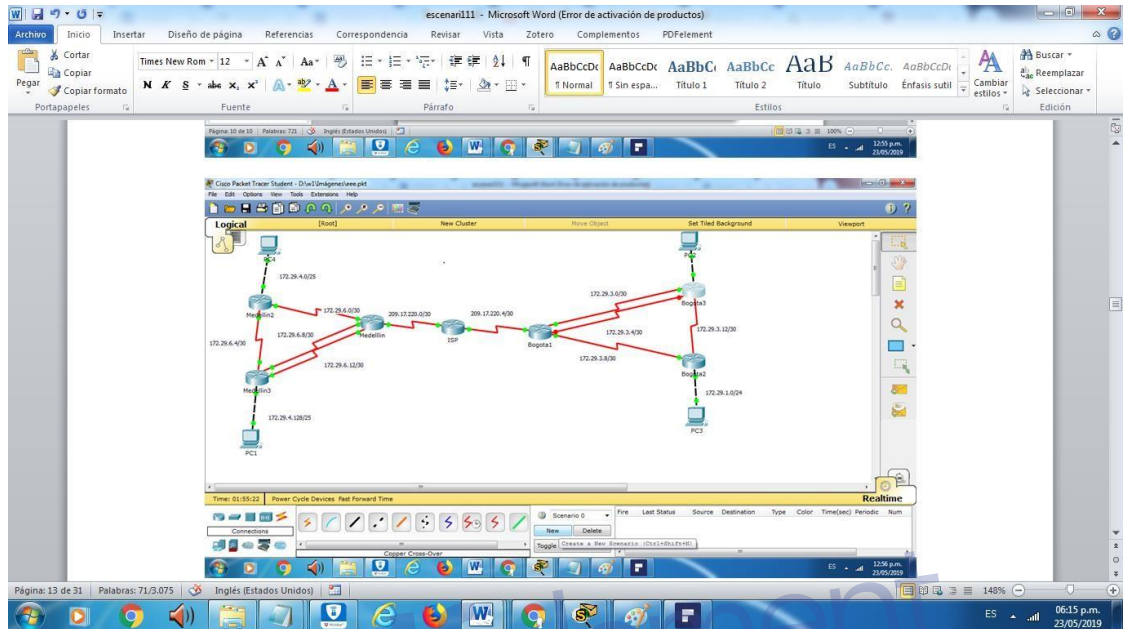 escenari111 - Microsoft Word (Error de activación de productos)
Archivo Inicio Insertar Diseño de página Referencias Correspondencia Revisar Vista Zotero Complementos PDFelement
Cortar
Copiar
Copiar formato
Pegar
Portapapeles
Times New Rom 12
Fuente
Párrafo
AaBbCcDc AaBbCcDc AaBbC AaBbCc AaB AaBbCc. AaBbCcDc
¶ Normal ¶ Sin espa... Título 1 Título 2 Título Subtítulo Énfasis sutil
Cambiar estilos
Estilos
Buscar
Reemplazar
Seleccionar
Edición
Página: 10 de 10 Palabras: 721 Inglés (Estados Unidos) 100%
ES 12:55 p.m.
23/05/2019
Cisco Packet Tracer Student - D:\w1\Imágenes\eee.pkt
File Edit Options View Tools Extensions Help
Logical [Root] New Cluster Move Object Set Tiled Background Viewport
PC4
172.29.4.0/25
Medellin2
172.29.6.0/30
209.17.220.0/30
209.17.220.4/30
172.29.3.0/30
Bogota3
172.29.6.8/30
Medelllin
ISP
Bogota1
172.29.3.4/30
172.29.3.12/30
172.29.6.4/30
172.29.6.12/30
172.29.3.8/30
Medellin3
Bogota2
172.29.1.0/24
172.29.4.128/25
PC3
PC1
Time: 01:55:22 Power Cycle Devices Fast Forward Time Realtime
Connections
Copper Cross-Over
Scenario 0
New Delete
Toggle
Create a New Scenario (Ctrl+Shift+N)
Fire Last Status Source Destination Type Color Time(sec) Periodic Num
ES 12:56 p.m.
23/05/2019
Página: 13 de 31 Palabras: 71/3.075 Inglés (Estados Unidos) 148%
ES 06:15 p.m.
23/05/2019